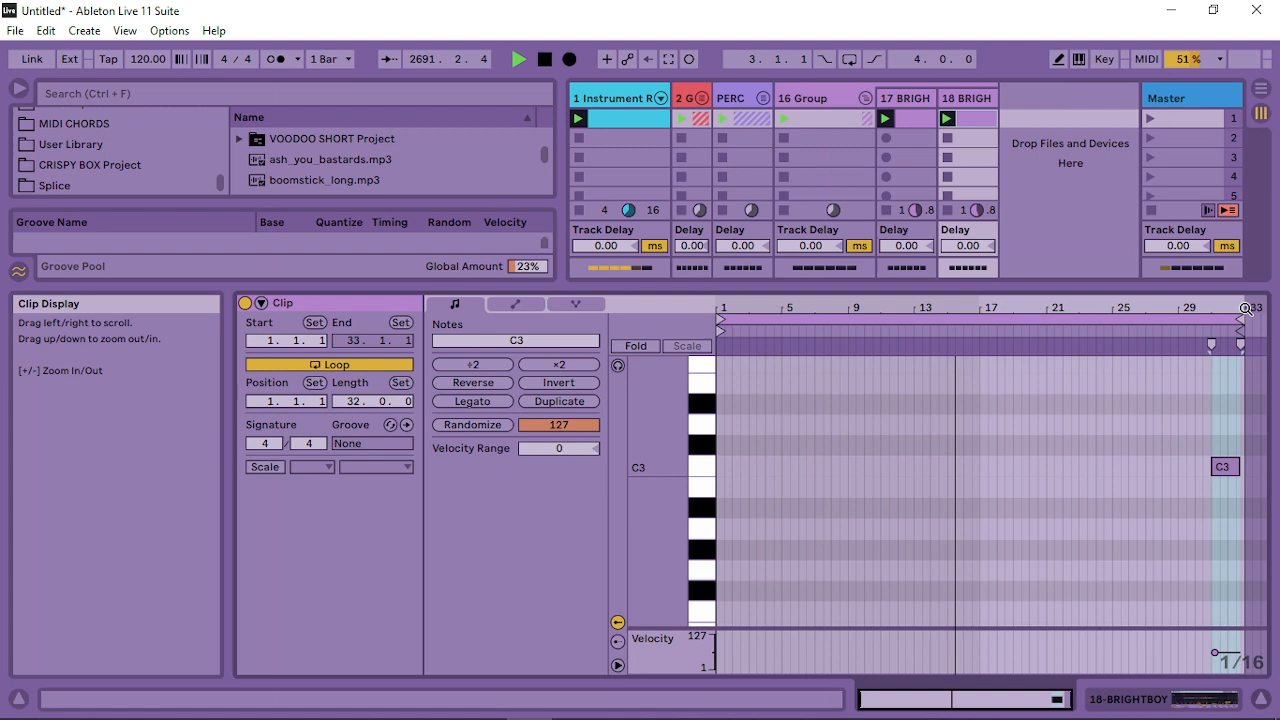 Live Untitled* - Ableton Live 11 Suite
File Edit Create View Options Help
Link Ext Tap 120.00 4 / 4 1 Bar 2691. 2. 4 3. 1. 1 4. 0. 0 Key MIDI 51 %
Search (Ctrl + F)
1 Instrument R 2 G PERC 16 Group 17 BRIGH 18 BRIGH Master
MIDI CHORDS
User Library
CRISPY BOX Project
Splice
Name
VOODOO SHORT Project
ash_you_bastards.mp3
boomstick_long.mp3
Drop Files and Devices
Here
1
2
3
4
5
4 16 1 .8 1 .8
Groove Name Base Quantize Timing Random Velocity
Track Delay Delay Delay Track Delay Delay Delay Track Delay
0.00 ms 0.00 0.00 0.00 ms 0.00 0.00 0.00 ms
Groove Pool Global Amount 23%
Clip Display
Drag left/right to scroll.
Drag up/down to zoom out/in.
[+/-] Zoom In/Out
Clip
Start Set End Set
1. 1. 1 33. 1. 1
Loop
Position Set Length Set
1. 1. 1 32. 0. 0
Signature Groove
4 / 4 None
Scale
Notes
C3
÷2 ×2
Reverse Invert
Legato Duplicate
Randomize 127
Velocity Range 0
1 5 9 13 17 21 25 29 33
Fold Scale
C3 C3
Velocity 127
1
1/16
18-BRIGHTBOY